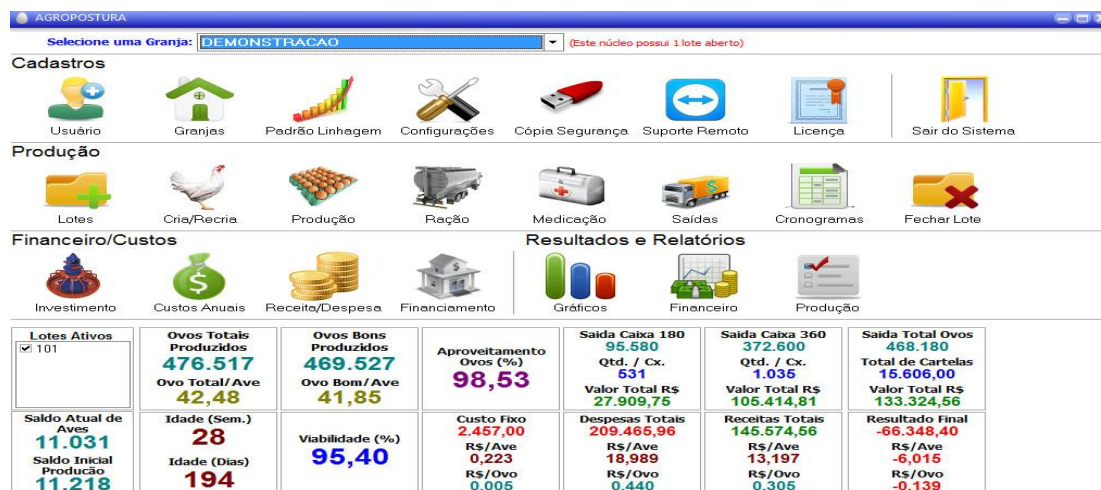 AGROPOSTURA
Selecione uma Granja: DEMONSTRACAO (Este núcleo possui 1 lote aberto)
Cadastros
Usuário Granjas Padrão Linhagem Configurações Cópia Segurança Suporte Remoto Licença Sair do Sistema
Produção
Lotes Cria/Recria Produção Ração Medicação Saídas Cronogramas Fechar Lote
Financeiro/Custos Resultados e Relatórios
Investimento Custos Anuais Receita/Despesa Financiamento Gráficos Financeiro Produção
Lotes Ativos
101
Ovos Totais
Produzidos
476.517
Ovo Total/Ave
42,48
Ovos Bons
Produzidos
469.527
Ovo Bom/Ave
41,85
Aproveitamento
Ovos (%)
98,53
Saida Caixa 180
95.580
Qtd. / Cx.
531
Valor Total R$
27.909,75
Saida Caixa 360
372.600
Qtd. / Cx.
1.035
Valor Total R$
105.414,81
Saida Total Ovos
468.180
Total de Cartelas
15.606,00
Valor Total R$
133.324,56
Saldo Atual de
Aves
11.031
Saldo Inicial
Producão
11.218
Idade (Sem.)
28
Idade (Dias)
194
Viabilidade (%)
95,40
Custo Fixo
2.457,00
R$/Ave
0,223
R$/Ovo
0,005
Despesas Totais
209.465,96
R$/Ave
18,989
R$/Ovo
0,440
Receitas Totais
145.574,56
R$/Ave
13,197
R$/Ovo
0,305
Resultado Final
-66.348,40
R$/Ave
-6,015
R$/Ovo
-0,139